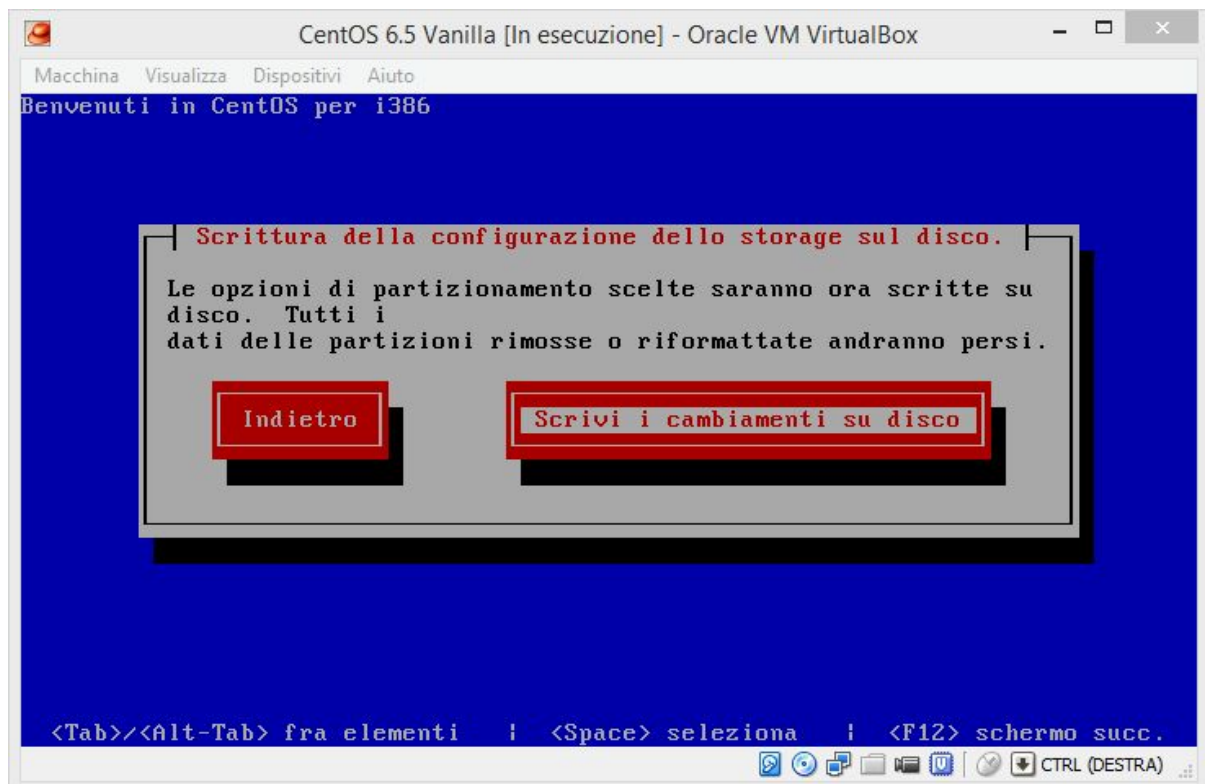 CentOS 6.5 Vanilla [In esecuzione] - Oracle VM VirtualBox
Macchina Visualizza Dispositivi Aiuto
Benvenuti in CentOS per i386
Scrittura della configurazione dello storage sul disco.
Le opzioni di partizionamento scelte saranno ora scritte su
disco. Tutti i
dati delle partizioni rimosse o riformattate andranno persi.
Indietro Scrivi i cambiamenti su disco
<Tab>/<Alt-Tab> fra elementi | <Space> seleziona | <F12> schermo succ.
CTRL (DESTRA)